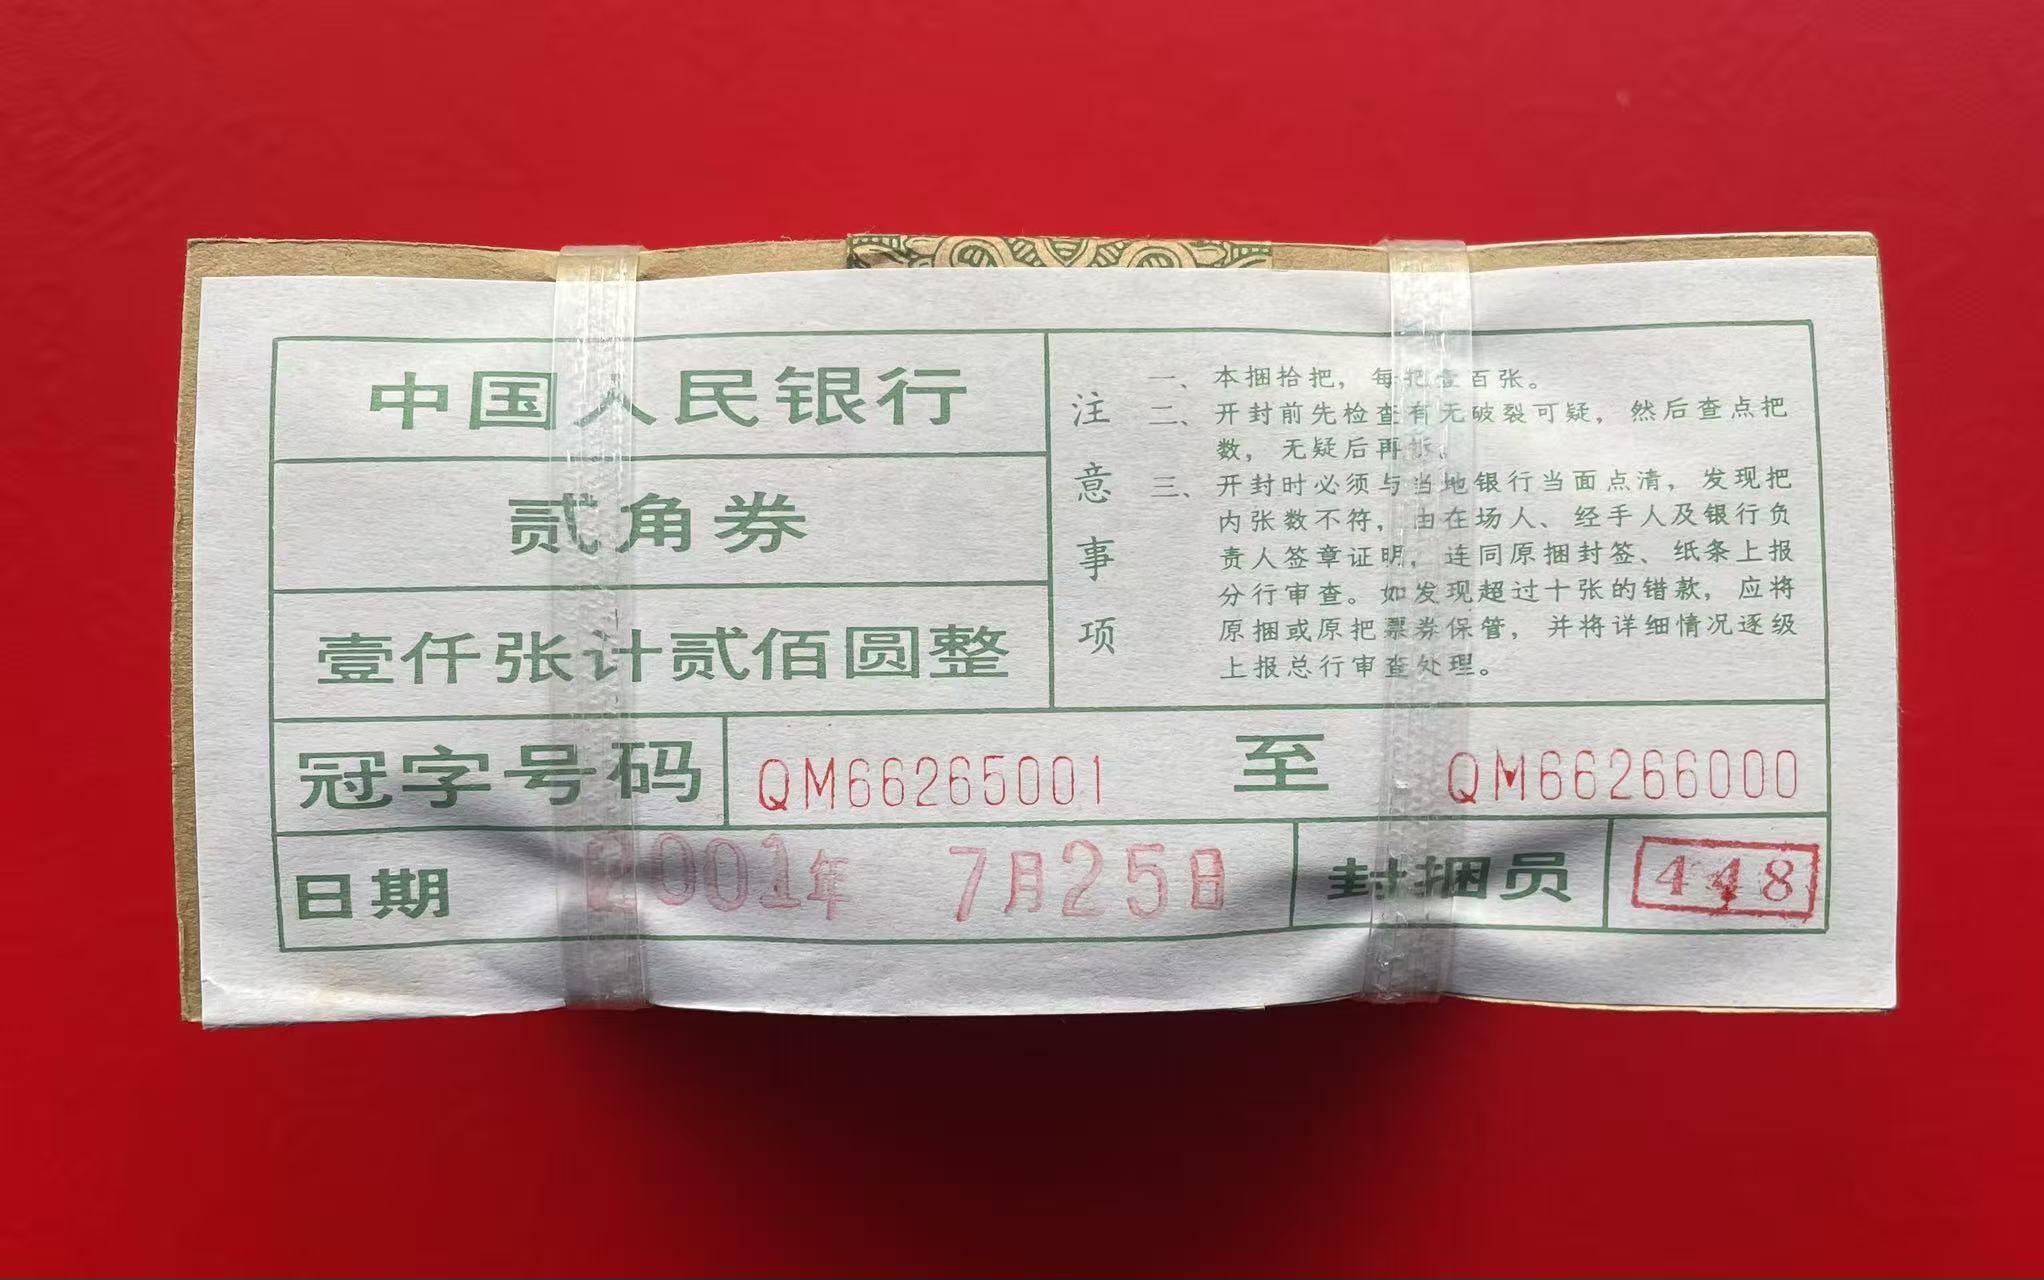 中国人民银行
贰角券
壹仟张计贰佰圆整
注意事项
一、本捆拾把，每把壹百张。
二、开封前先检查有无破裂可疑，然后查点把
数，无疑后再拆。
三、开封时必须与当地银行当面点清，发现把
内张数不符，由在场人、经手人及银行负
责人签章证明，连同原捆封签、纸条上报
分行审查。如发现超过十张的错款，应将
原捆或原把票券保管，并将详细情况逐级
上报总行审查处理。
冠字号码 QM66265001 至 QM66266000
日期 2001年 7月25日 封捆员 448